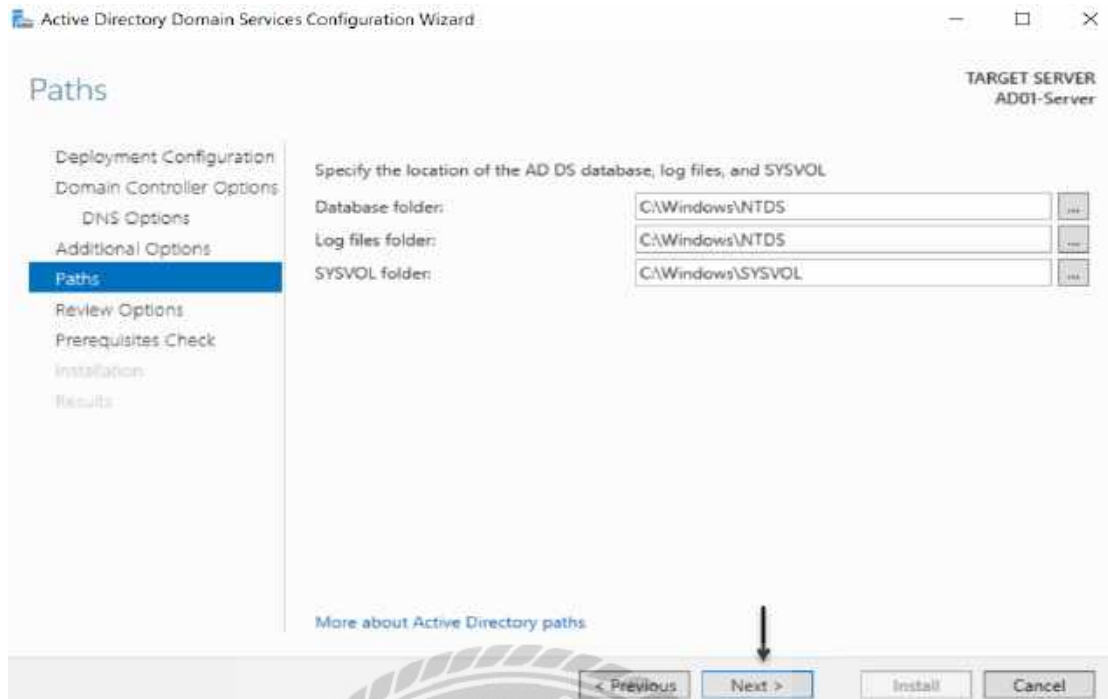 Active Directory Domain Services Configuration Wizard
Paths
TARGET SERVER
AD01-Server
Deployment Configuration
Domain Controller Options
DNS Options
Additional Options
Paths
Review Options
Prerequisites Check
Installation
Results
Specify the location of the AD DS database, log files, and SYSVOL
Database folder: C:\Windows\NTDS ...
Log files folder: C:\Windows\NTDS ...
SYSVOL folder: C:\Windows\SYSVOL ...
More about Active Directory paths
< Previous Next > Install Cancel